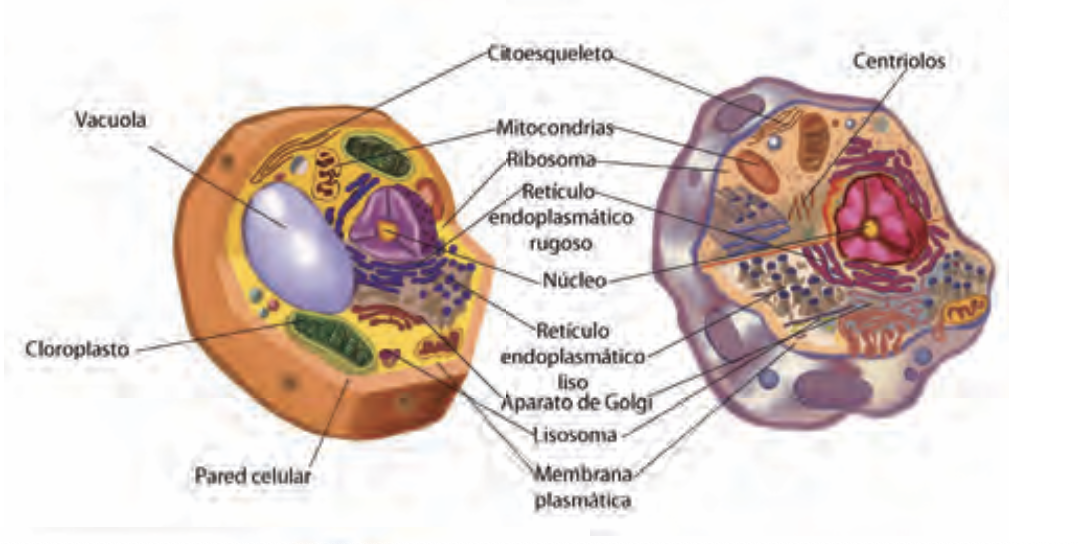 Citoesqueleto
Centriolos
Vacuola
Mitocondrias
Ribosoma
Retículo
endoplasmático
rugoso
Núcleo
Retículo
endoplasmático
liso
Cloroplasto
Aparato de Golgi
Lisosoma
Pared celular
Membrana
plasmática